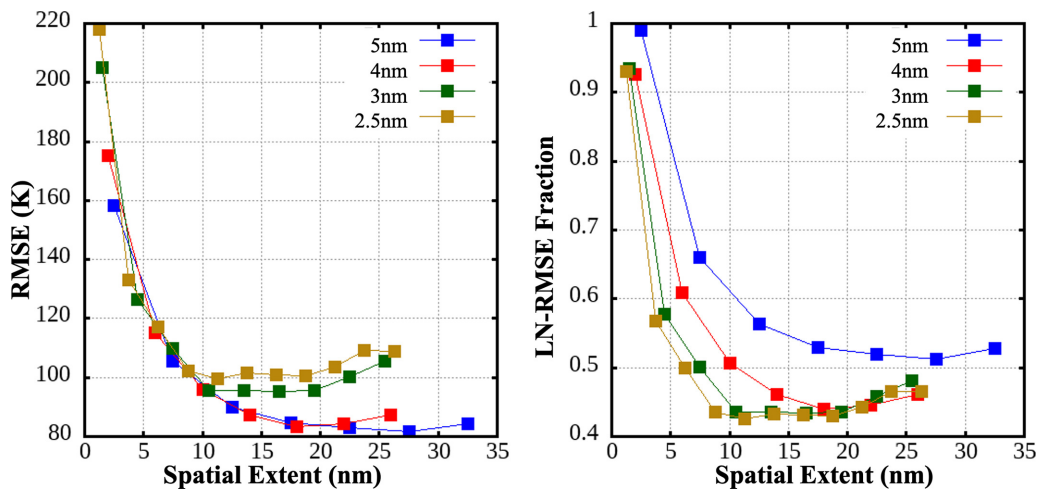 220
200
180
160
140
120
100
80
RMSE (K)
5nm
4nm
3nm
2.5nm
0 5 10 15 20 25 30 35
Spatial Extent (nm)
1
0.9
0.8
0.7
0.6
0.5
0.4
LN-RMSE Fraction
5nm
4nm
3nm
2.5nm
0 5 10 15 20 25 30 35
Spatial Extent (nm)